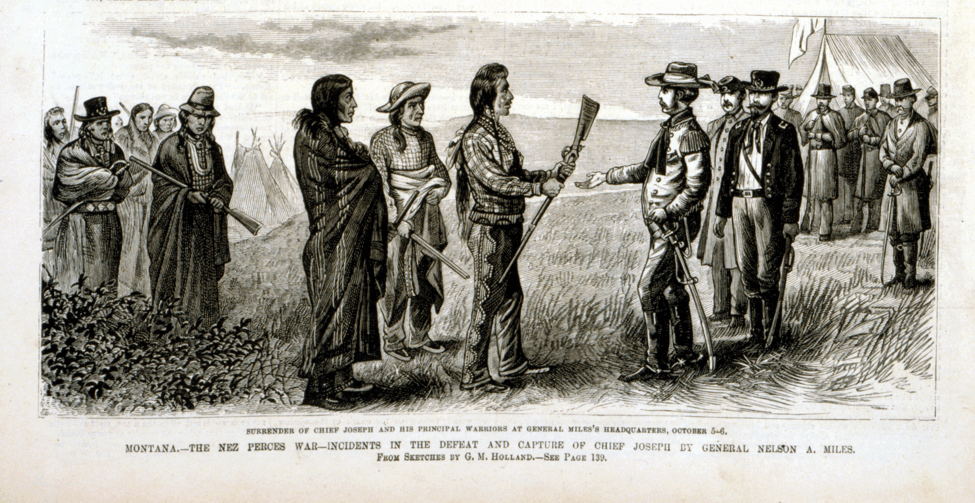 SURRENDER OF CHIEF JOSEPH AND HIS PRINCIPAL WARRIORS AT GENERAL MILES'S HEADQUARTERS, OCTOBER 5-6.
MONTANA.—THE NEZ PERCES WAR—INCIDENTS IN THE DEFEAT AND CAPTURE OF CHIEF JOSEPH BY GENERAL NELSON A. MILES.
FROM SKETCHES BY G. M. HOLLAND.—SEE PAGE 139.